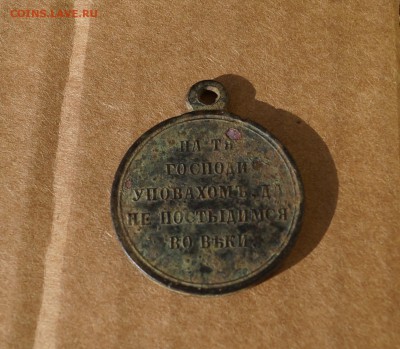 COINS.LAVE.RU
НА ТЯ
ГОСПОДИ
УПОВАХОМЪ ДА
НЕ ПОСТЫДИМСЯ
ВО ВѢКИ